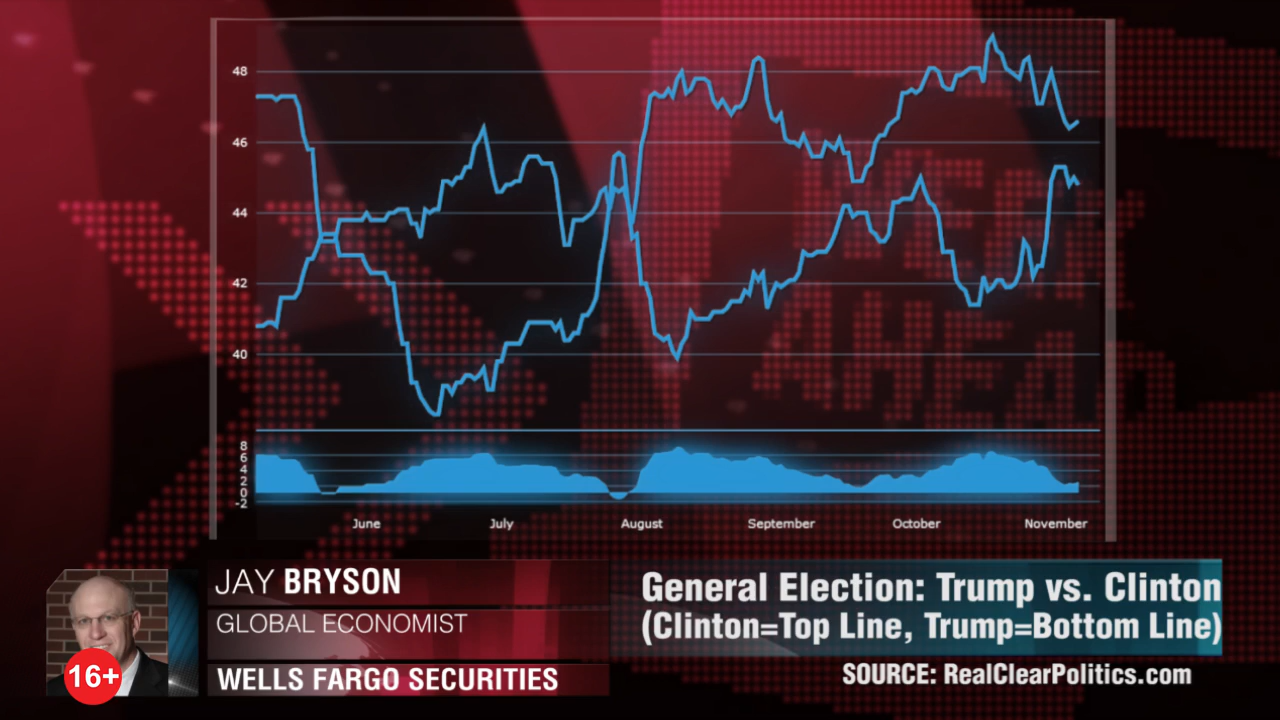 48
46
44
42
40
8
6
4
2
0
-2
June July August September October November
WEEK
AHEAD
JAY BRYSON
GLOBAL ECONOMIST
WELLS FARGO SECURITIES
16+
General Election: Trump vs. Clinton
(Clinton=Top Line, Trump=Bottom Line)
SOURCE: RealClearPolitics.com